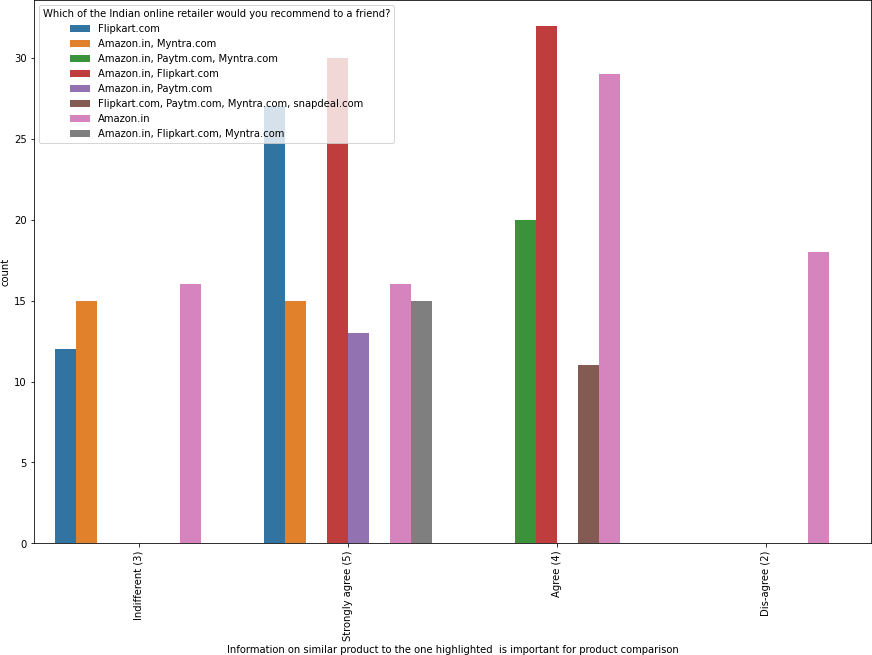 Which of the Indian online retailer would you recommend to a friend?
Flipkart.com
Amazon.in, Myntra.com
Amazon.in, Paytm.com, Myntra.com
Amazon.in, Flipkart.com
Amazon.in, Paytm.com
Flipkart.com, Paytm.com, Myntra.com, snapdeal.com
Amazon.in
Amazon.in, Flipkart.com, Myntra.com
30
25
20
15
10
5
0
count
Indifferent (3)
Strongly agree (5)
Agree (4)
Dis-agree (2)
Information on similar product to the one highlighted  is important for product comparison